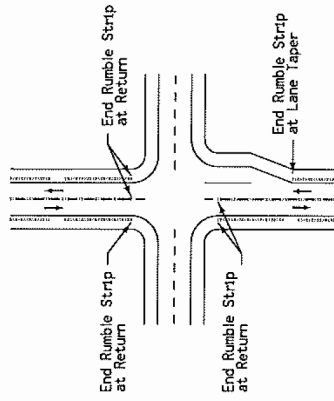 End Rumble Strip
at Return
End Rumble Strip
at Return
End Rumble Strip
at Return
End Rumble Strip
at Lane Taper